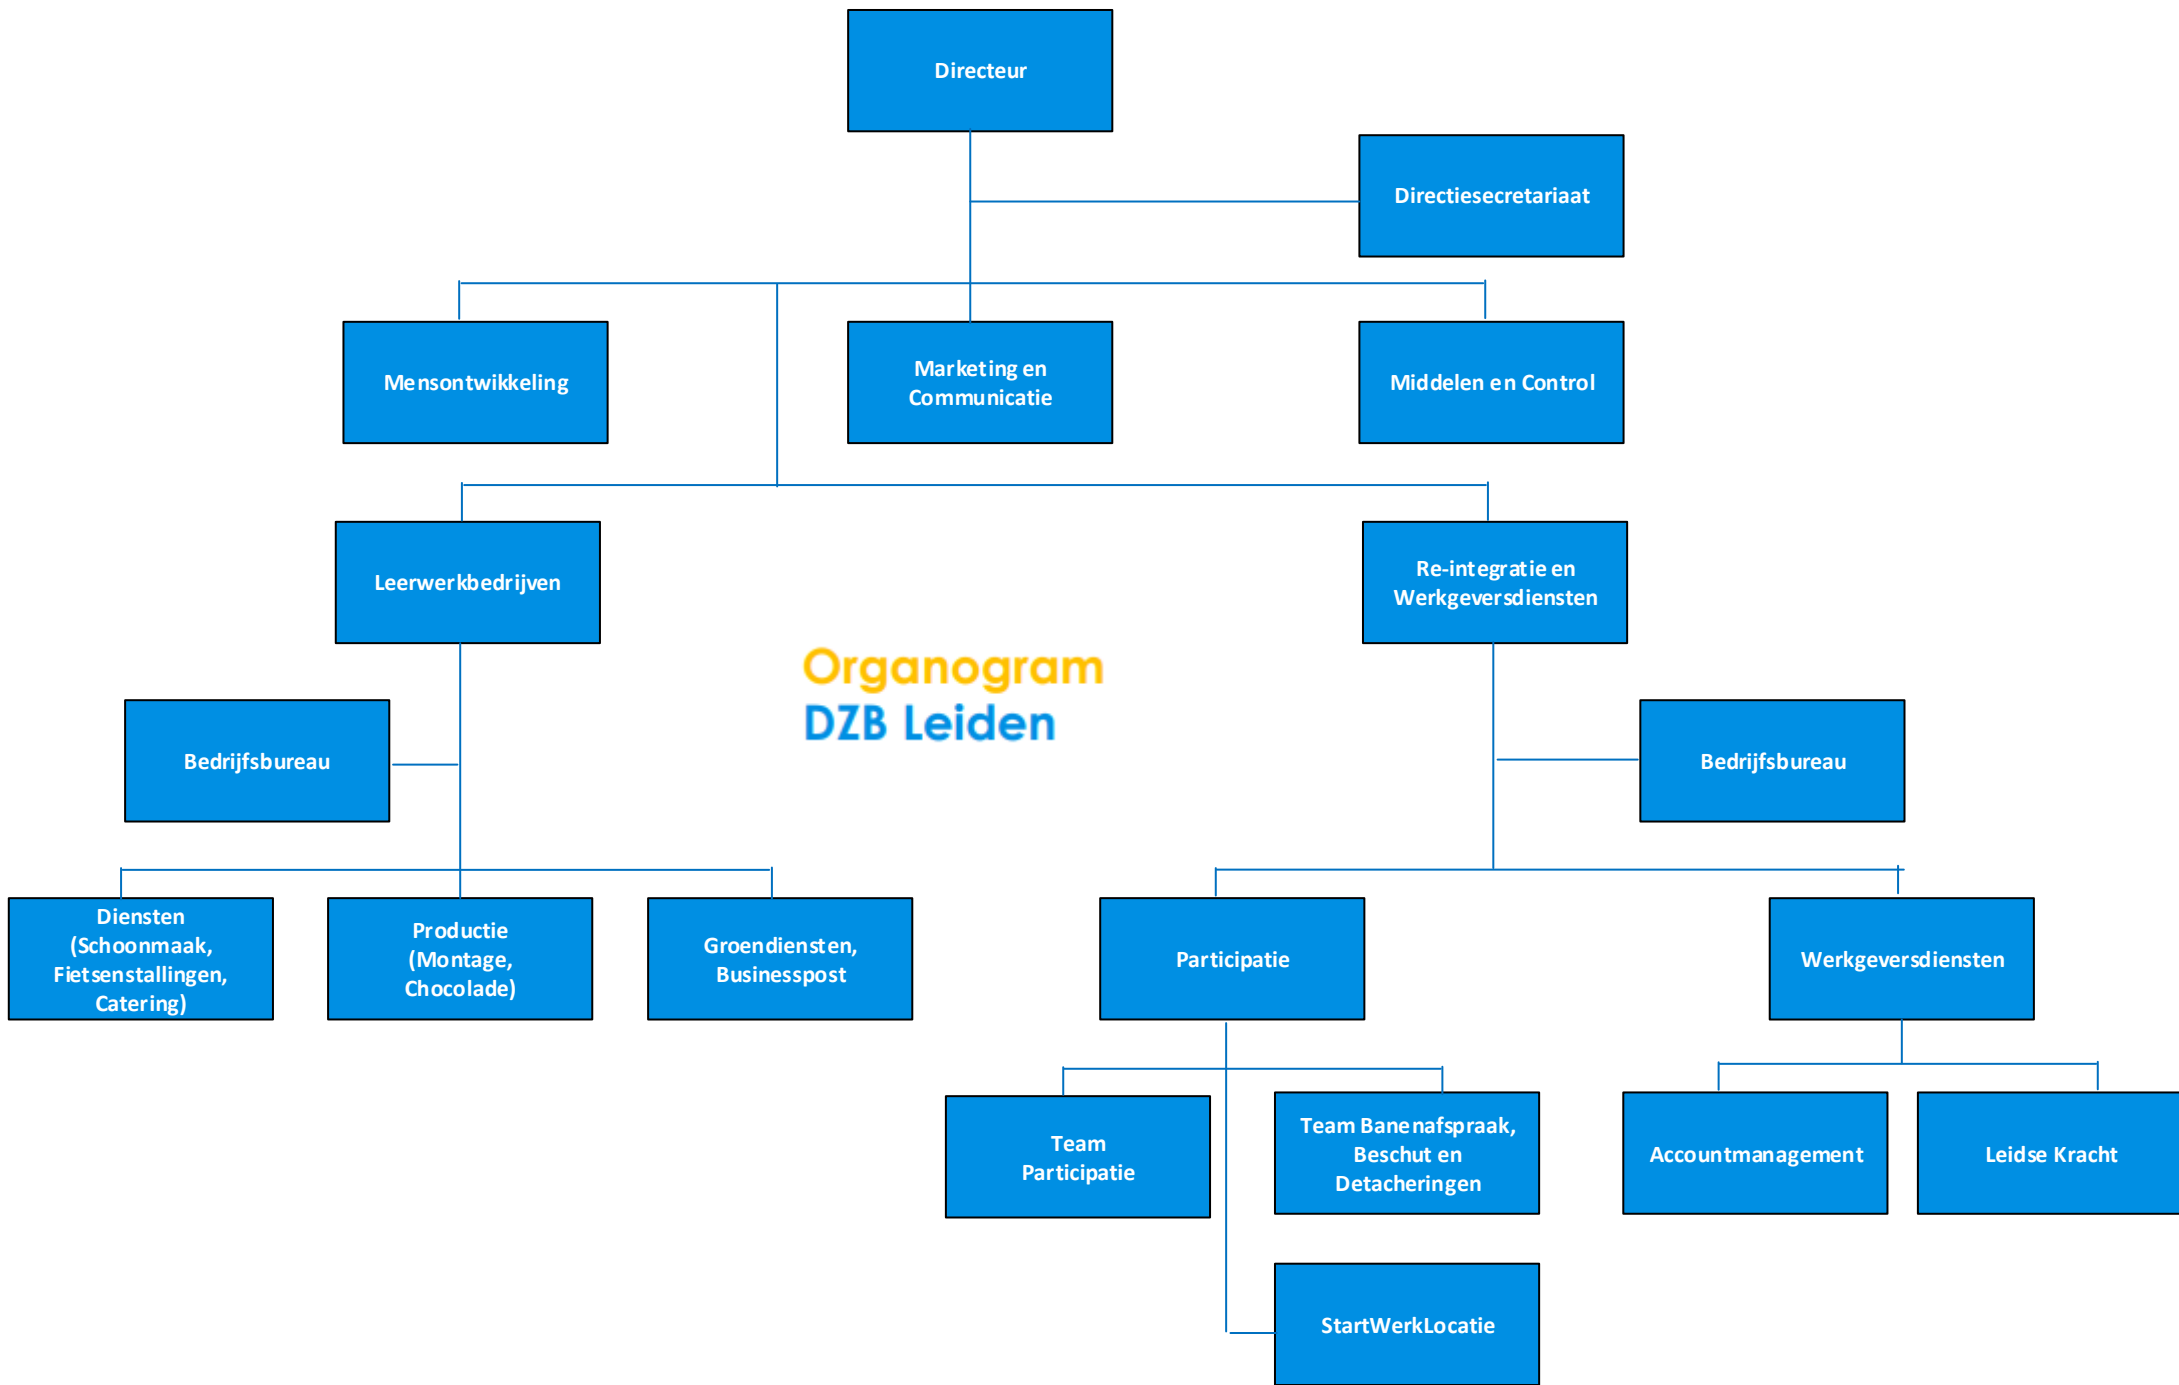 Directeur
Directiesecretariaat
Mensontwikkeling
Marketing en
Communicatie
Middelen en Control
Leerwerkbedrijven
Re-integratie en
Werkgeversdiensten
Organogram
DZB Leiden
Bedrijfsbureau
Bedrijfsbureau
Diensten
(Schoonmaak,
Fietsenstallingen,
Catering)
Productie
(Montage,
Chocolade)
Groendiensten,
Businesspost
Participatie
Werkgeversdiensten
Team
Participatie
Team Banenafspraak,
Beschut en
Detacheringen
Accountmanagement
Leidse Kracht
StartWerkLocatie